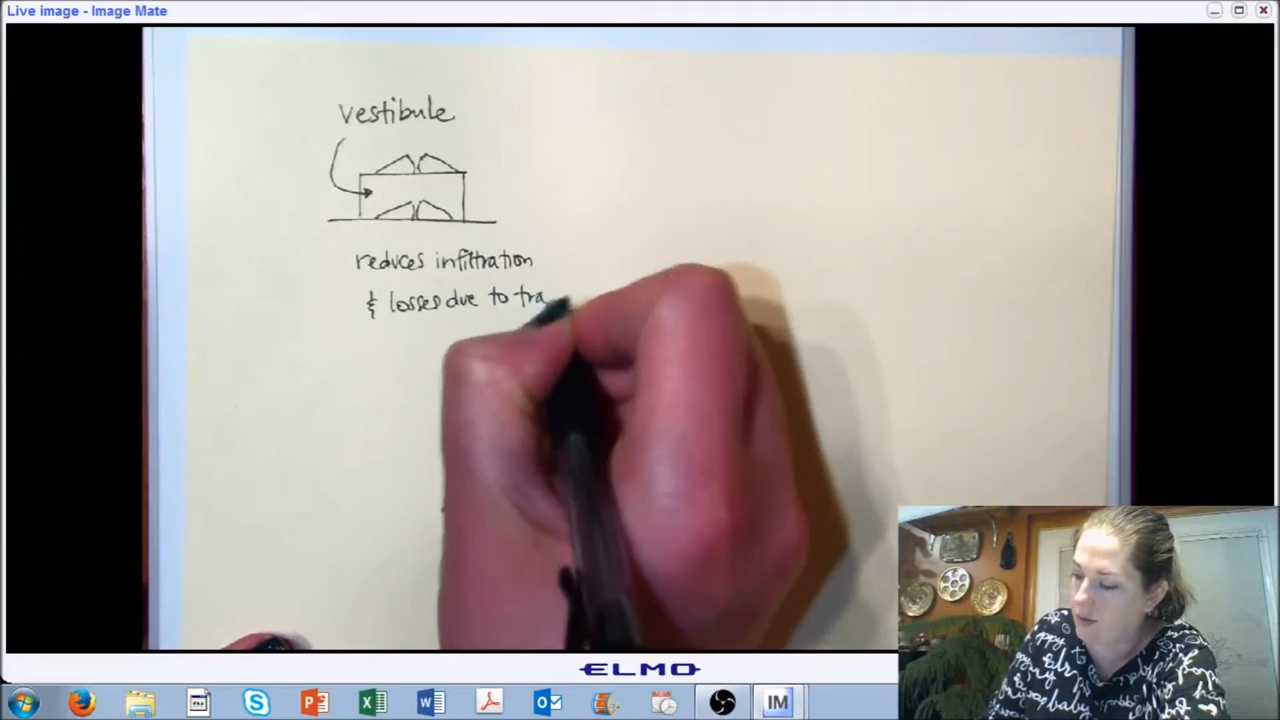 Live image - Image Mate
vestibule
reduces infiltration
& losses due to tra
ELMO